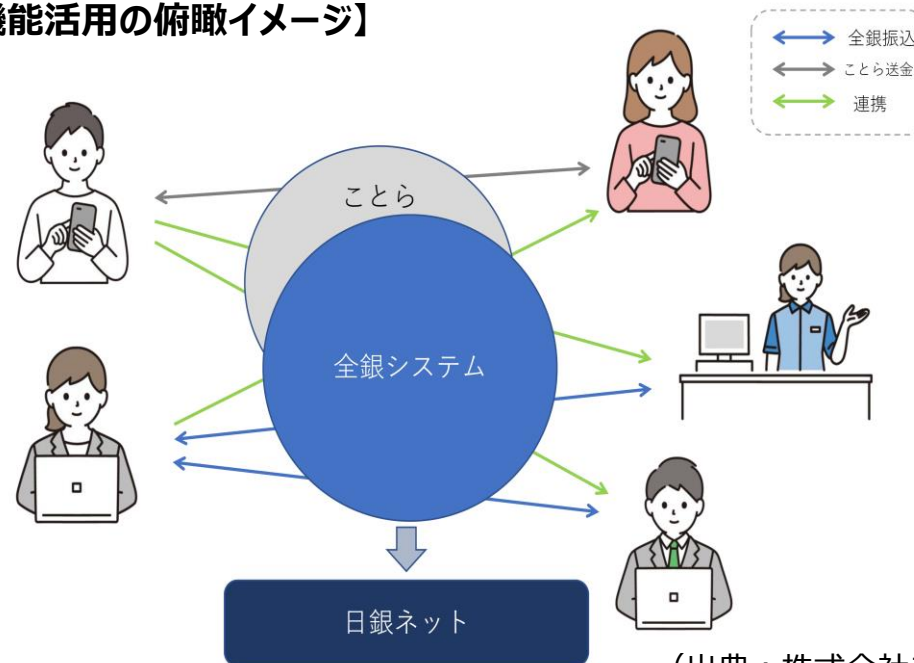 能活用の俯瞰イメージ】
全銀振込
ことら送金
連携
ことら
全銀システム
日銀ネット
（出典：株式会社